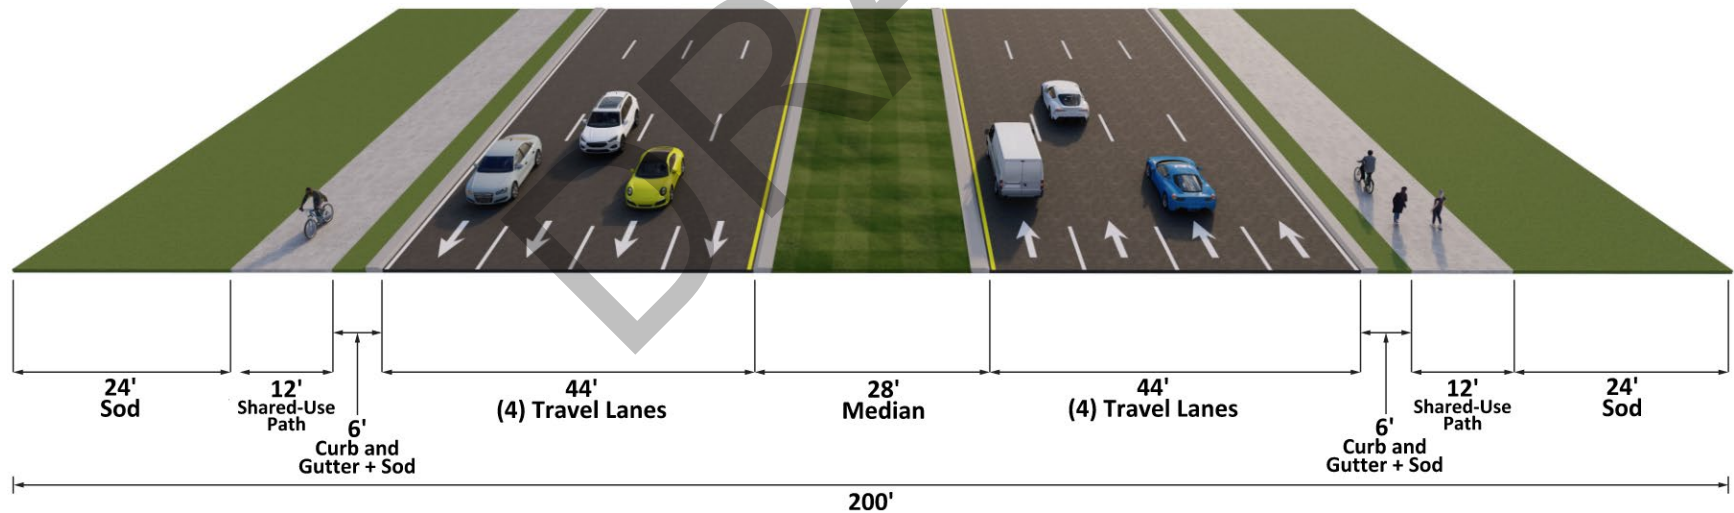 DRA
24'
Sod
12'
Shared-Use
Path
6'
Curb and
Gutter + Sod
44'
(4) Travel Lanes
28'
Median
44'
(4) Travel Lanes
6'
Curb and
Gutter + Sod
12'
Shared-Use
Path
24'
Sod
200'